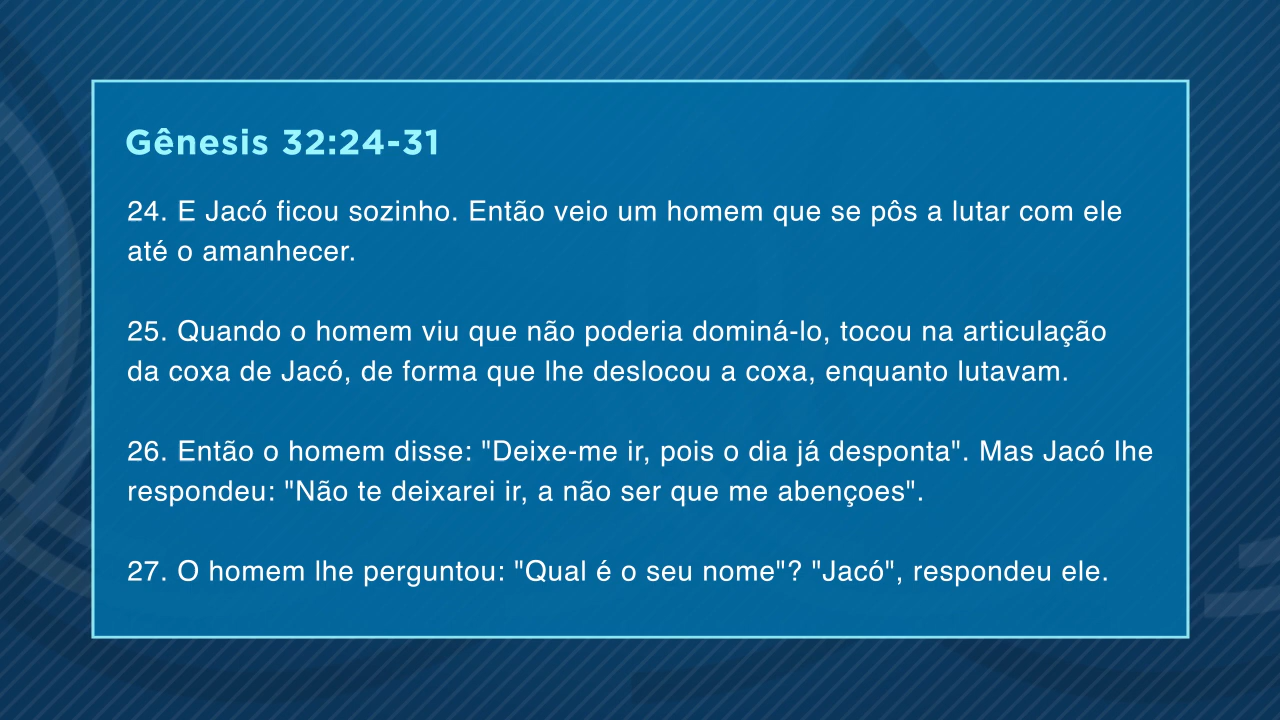 Gênesis 32:24-31
24. E Jacó ficou sozinho. Então veio um homem que se pôs a lutar com ele
até o amanhecer.
25. Quando o homem viu que não poderia dominá-lo, tocou na articulação
da coxa de Jacó, de forma que lhe deslocou a coxa, enquanto lutavam.
26. Então o homem disse: "Deixe-me ir, pois o dia já desponta". Mas Jacó lhe
respondeu: "Não te deixarei ir, a não ser que me abençoes".
27. O homem lhe perguntou: "Qual é o seu nome"? "Jacó", respondeu ele.